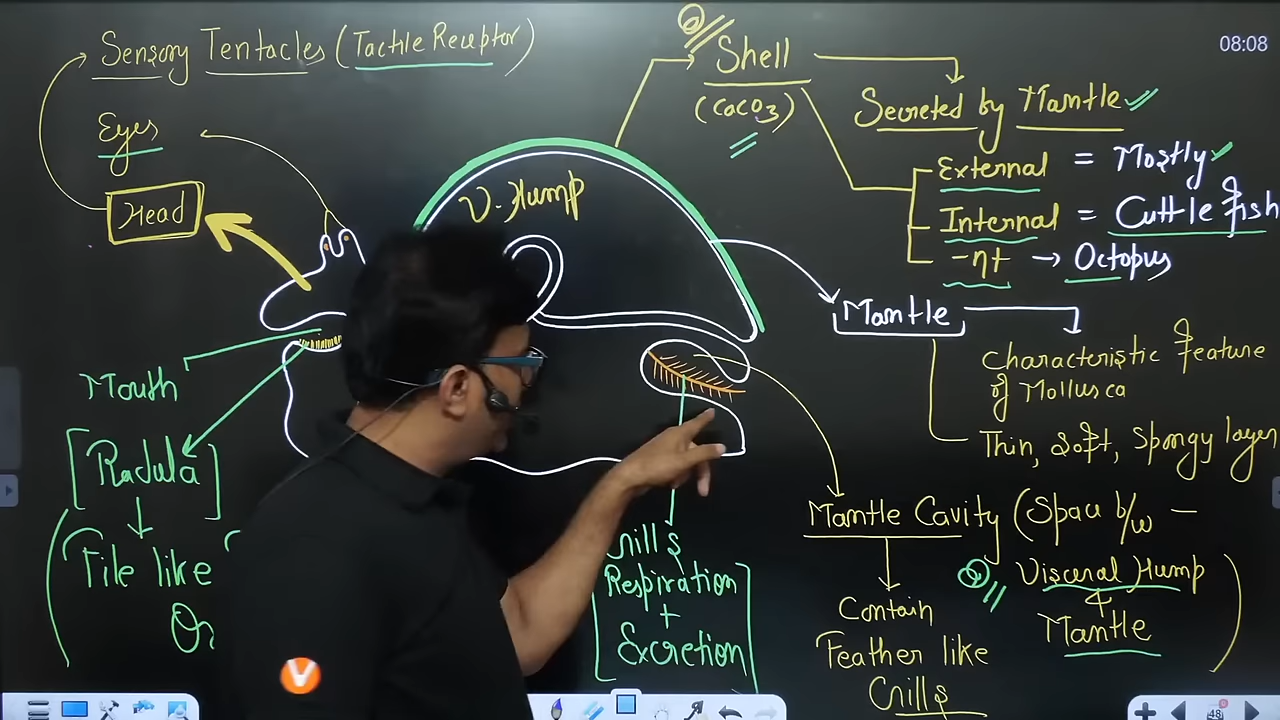 Sensory Tentacles (Tactile Receptor)
Eyes
Head
Mouth
[Radula]
File like
Or
V. Hump
Q
Shell
(CaCO3)
Secreted by Mantle
External = Mostly
Internal = Cuttle fish
-nt → Octopus
Mantle
Characteristic feature
of Mollusca
Thin, Soft, Spongy layer
Mantle Cavity (Space b/w —
Q Visceral Hump
+
Mantle)
Contain
Feather like
Gills
Gills
[Respiration
+
Excretion]
08:08
V
48